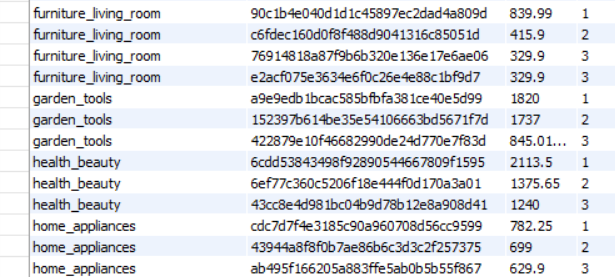 furniture_living_room 90c1b4e040d1d1c45897ec2dad4a809d 839.99 1
furniture_living_room c6fdec160d0f8f488d9041316c85051d 415.9 2
furniture_living_room 76914818a87f9b6b320e136e17e6ae06 329.9 3
furniture_living_room e2acf075e3634e6f0c26e4e88c1bf9d7 329.9 3
garden_tools a9e9edb1bcac585bfbfa381ce40e5d99 1820 1
garden_tools 152397b614be35e54106663bd5671f7d 1737 2
garden_tools 422879e10f46682990de24d770e7f83d 845.01... 3
health_beauty 6cdd53843498f92890544667809f1595 2113.5 1
health_beauty 6ef77c360c5206f18e444f0d170a3a01 1375.65 2
health_beauty 43cc8e4d981bc04b9d78b12e8a908d41 1240 3
home_appliances cdc7d7f4e3185c90a960708d56cc9599 782.25 1
home_appliances 43944a8f8f0b7ae86b6c3d3c2f257375 699 2
home_appliances ab495f166205a883ffe5ab0b5b55f867 629.9 3